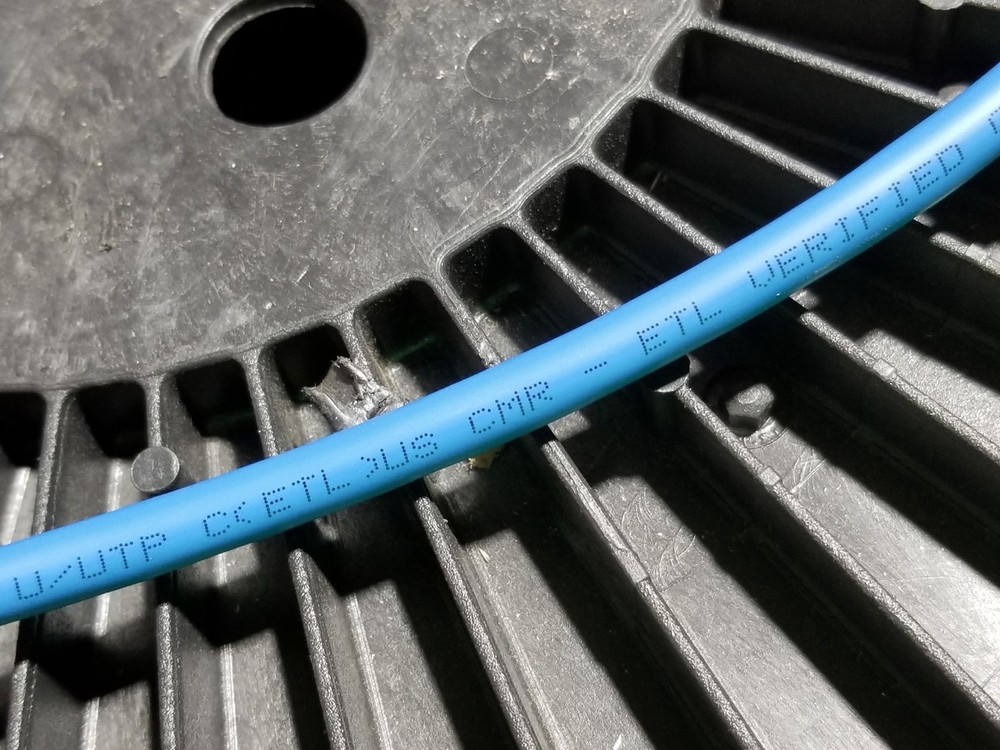 U/UTP C<ETL>US CMR – ETL VERIFIED